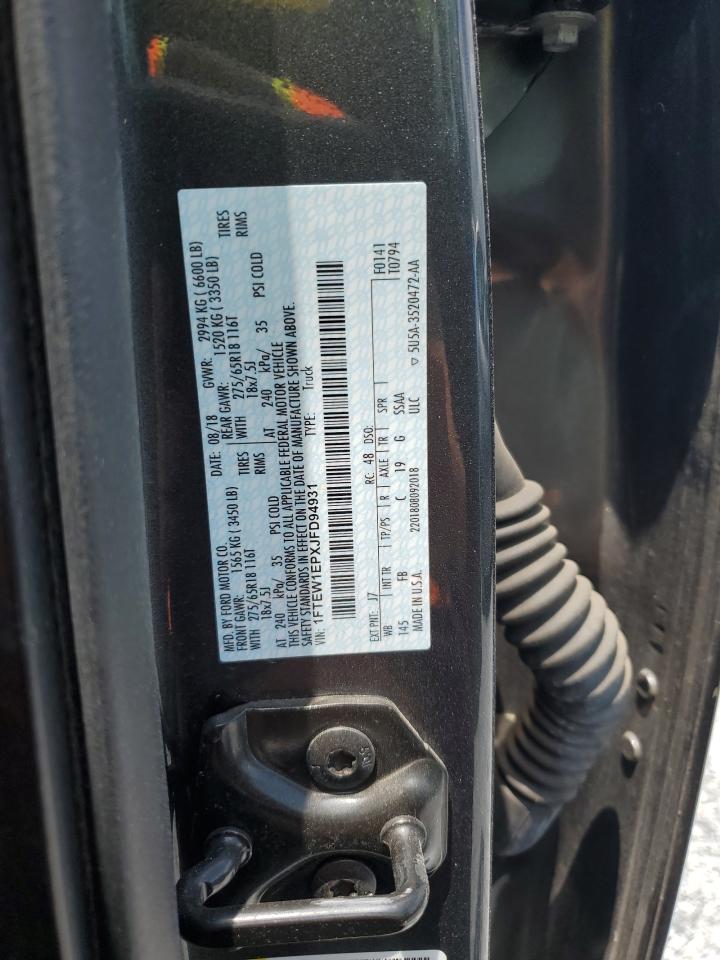 MFD. BY FORD MOTOR CO. DATE: 08/18 GVWR: 2994 KG ( 6600 LB)
FRONT GAWR: 1565 KG ( 3450 LB) REAR GAWR: 1520 KG ( 3350 LB)
WITH 275/65R18 116T TIRES WITH 275/65R18 116T TIRES
18x7.5J RIMS 18x7.5J RIMS
AT 240 kPa/ 35 PSI COLD AT 240 kPa/ 35 PSI COLD
THIS VEHICLE CONFORMS TO ALL APPLICABLE FEDERAL MOTOR VEHICLE
SAFETY STANDARDS IN EFFECT ON THE DATE OF MANUFACTURE SHOWN ABOVE.
VIN: 1FTEW1EPXJFD94931 TYPE: Truck
EXT PNT: J7 RC: 48 DSO: F0141
WB INT TR TP/PS R AXLE TR SPR T0794
145 FB C 19 G SSAA
MADE IN U.S.A. 2201808092018 ULC ▽ 5U5A-3520472-AA